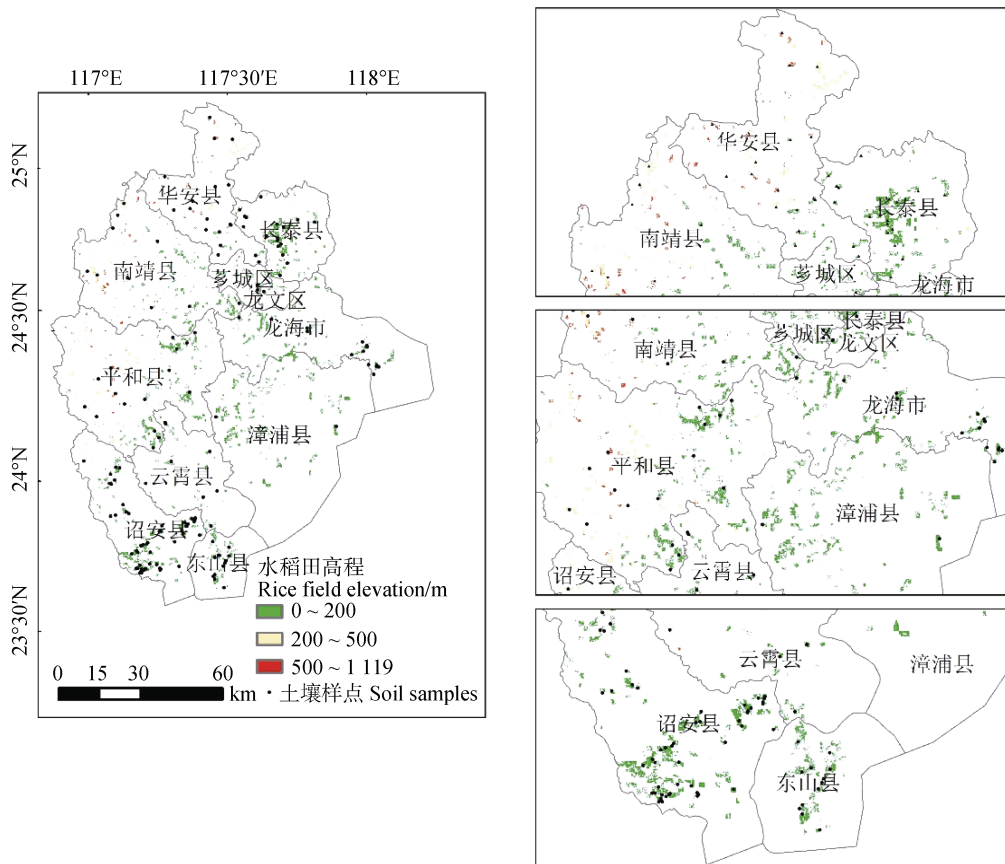 117°E
117°30′E
118°E
25°N
24°30′N
24°N
23°30′N
华安县
长泰县
南靖县
芗城区
龙文区
龙海市
平和县
漳浦县
云霄县
诏安县
东山县
水稻田高程
Rice field elevation/m
0 ~ 200
200 ~ 500
500 ~ 1 119
0 15 30 60
km
·土壤样点 Soil samples
华安县
长泰县
南靖县
芗城区
龙海市
长泰县
芗城区
龙文区
南靖县
龙海市
平和县
漳浦县
诏安县
云霄县
云霄县
漳浦县
诏安县
东山县